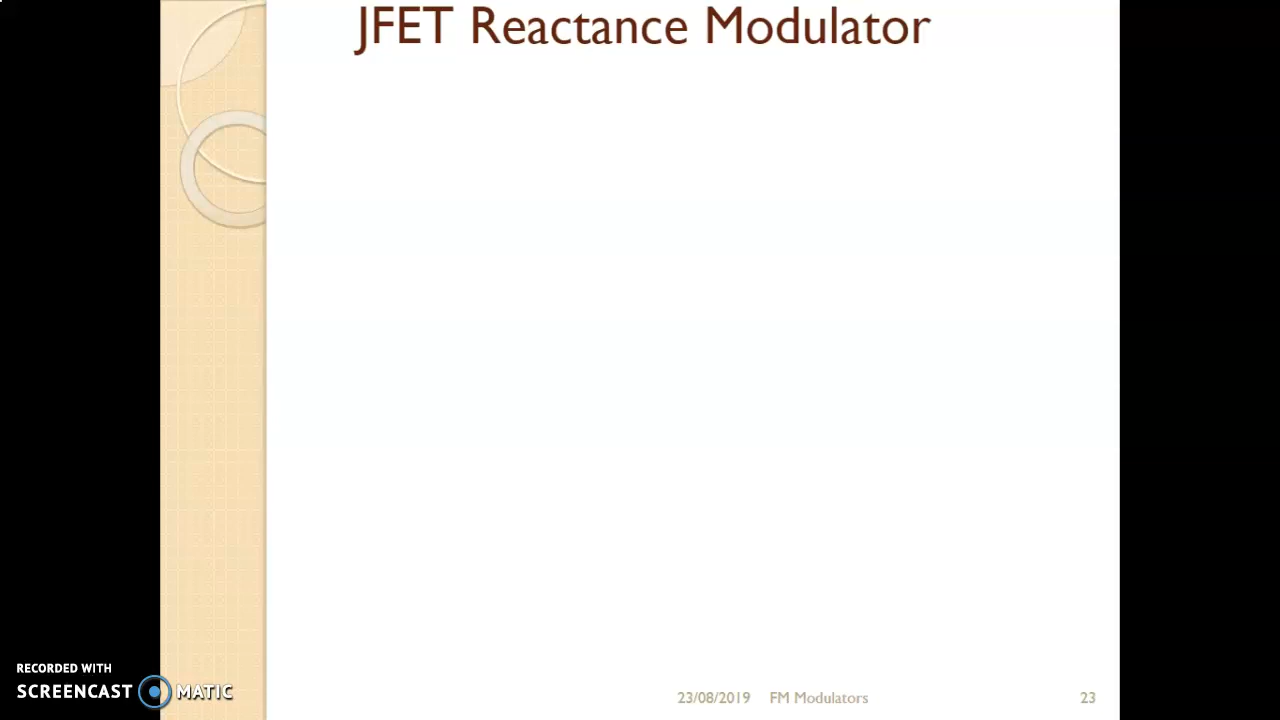 JFET Reactance Modulator
RECORDED WITH
SCREENCAST MATIC
23/08/2019 FM Modulators 23